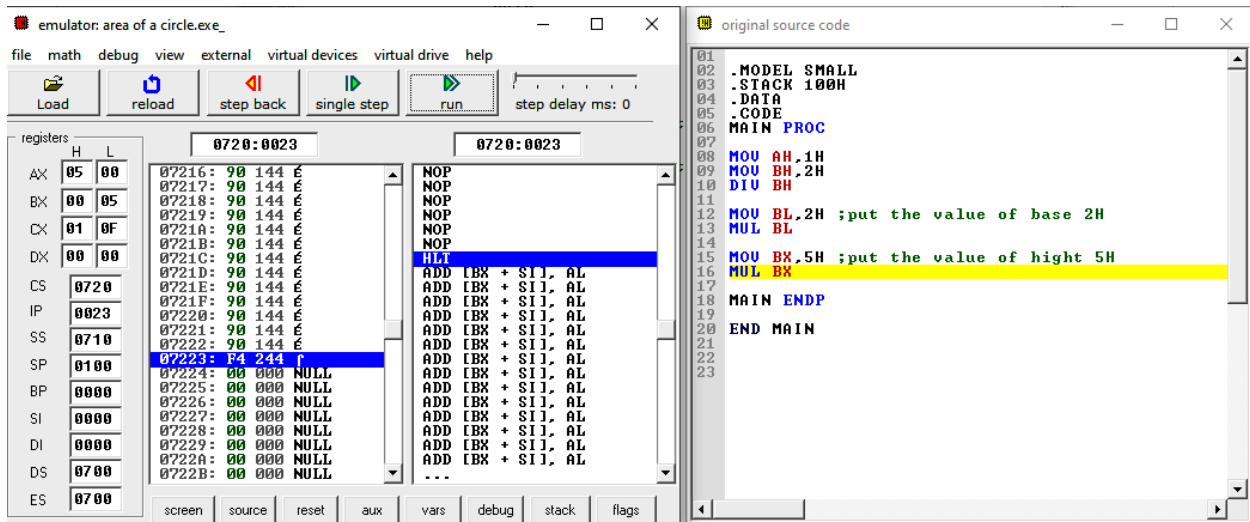 emulator: area of a circle.exe_
file math debug view external virtual devices virtual drive help
Load reload step back single step run step delay ms: 0
registers
H L
0720:0023 0720:0023
AX 05 00
BX 00 05
CX 01 0F
DX 00 00
CS 0720
IP 0023
SS 0710
SP 0100
BP 0000
SI 0000
DI 0000
DS 0700
ES 0700
07216: 90 144 É
07217: 90 144 É
07218: 90 144 É
07219: 90 144 É
0721A: 90 144 É
0721B: 90 144 É
0721C: 90 144 É
0721D: 90 144 É
0721E: 90 144 É
0721F: 90 144 É
07220: 90 144 É
07221: 90 144 É
07222: 90 144 É
07223: F4 244 ⌠
07224: 00 000 NULL
07225: 00 000 NULL
07226: 00 000 NULL
07227: 00 000 NULL
07228: 00 000 NULL
07229: 00 000 NULL
0722A: 00 000 NULL
0722B: 00 000 NULL
NOP
NOP
NOP
NOP
NOP
NOP
HLT
ADD [BX + SI], AL
ADD [BX + SI], AL
ADD [BX + SI], AL
ADD [BX + SI], AL
ADD [BX + SI], AL
ADD [BX + SI], AL
ADD [BX + SI], AL
ADD [BX + SI], AL
ADD [BX + SI], AL
ADD [BX + SI], AL
ADD [BX + SI], AL
ADD [BX + SI], AL
ADD [BX + SI], AL
ADD [BX + SI], AL
...
screen source reset aux vars debug stack flags
original source code
01
02 .MODEL SMALL
03 .STACK 100H
04 .DATA
05 .CODE
06 MAIN PROC
07
08 MOV AH,1H
09 MOV BH,2H
10 DIV BH
11
12 MOV BL,2H ;put the value of base 2H
13 MUL BL
14
15 MOV BX,5H ;put the value of hight 5H
16 MUL BX
17
18 MAIN ENDP
19
20 END MAIN
21
22
23